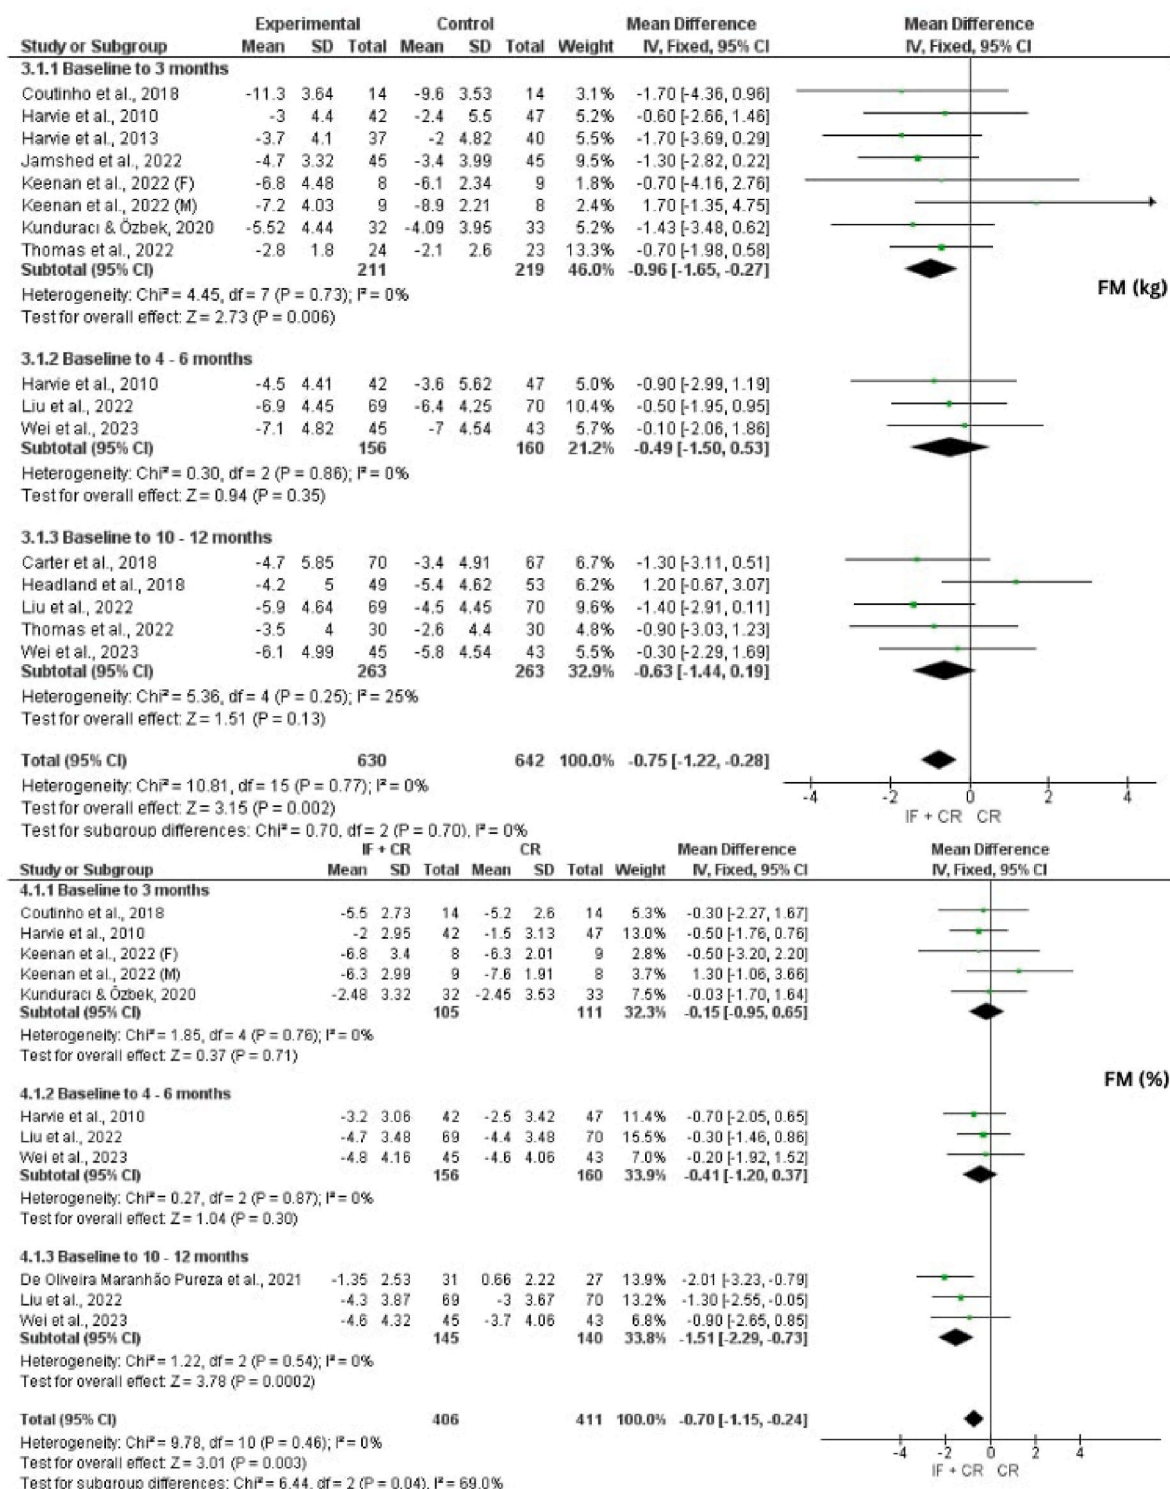 Experimental Control Mean Difference Mean Difference
Study or Subgroup Mean SD Total Mean SD Total Weight IV, Fixed, 95% CI IV, Fixed, 95% CI
3.1.1 Baseline to 3 months
Coutinho et al., 2018 -11.3 3.64 14 -9.6 3.53 14 3.1% -1.70 [-4.36, 0.96]
Harvie et al., 2010 -3 4.4 42 -2.4 5.5 47 5.2% -0.60 [-2.66, 1.46]
Harvie et al., 2013 -3.7 4.1 37 -2 4.82 40 5.6% -1.70 [-3.69, 0.29]
Jamshed et al., 2022 -4.7 3.32 45 -3.4 3.99 45 9.5% -1.30 [-2.82, 0.22]
Keenan et al., 2022 (F) -6.8 4.48 8 -6.1 2.34 9 1.8% -0.70 [-4.16, 2.76]
Keenan et al., 2022 (M) -7.2 4.03 9 -8.9 2.21 8 2.4% 1.70 [-1.35, 4.75]
Kunduraci & Özbek, 2020 -5.52 4.44 32 -4.09 3.95 33 5.2% -1.43 [-3.48, 0.62]
Thomas et al., 2022 -2.8 1.8 24 -2.1 2.6 23 13.3% -0.70 [-1.98, 0.58]
Subtotal (95% CI) 211 219 46.0% -0.96 [-1.65, -0.27]
FM (kg)
Heterogeneity: Chi² = 4.45, df = 7 (P = 0.73); I² = 0%
Test for overall effect: Z = 2.73 (P = 0.006)
3.1.2 Baseline to 4 - 6 months
Harvie et al., 2010 -4.5 4.41 42 -3.6 5.62 47 5.0% -0.90 [-2.99, 1.19]
Liu et al., 2022 -6.9 4.45 69 -6.4 4.25 70 10.4% -0.50 [-1.95, 0.95]
Wei et al., 2023 -7.1 4.82 45 -7 4.54 43 5.7% -0.10 [-2.06, 1.86]
Subtotal (95% CI) 156 160 21.2% -0.49 [-1.50, 0.53]
Heterogeneity: Chi² = 0.30, df = 2 (P = 0.86); I² = 0%
Test for overall effect: Z = 0.94 (P = 0.35)
3.1.3 Baseline to 10 - 12 months
Carter et al., 2018 -4.7 5.85 70 -3.4 4.91 67 6.7% -1.30 [-3.11, 0.51]
Headland et al., 2018 -4.2 5 49 -5.4 4.62 53 6.2% 1.20 [-0.67, 3.07]
Liu et al., 2022 -5.9 4.64 69 -4.5 4.45 70 9.6% -1.40 [-2.91, 0.11]
Thomas et al., 2022 -3.5 4 30 -2.6 4.4 30 4.8% -0.90 [-3.03, 1.23]
Wei et al., 2023 -6.1 4.99 45 -5.8 4.54 43 5.5% -0.30 [-2.29, 1.69]
Subtotal (95% CI) 263 263 32.9% -0.63 [-1.44, 0.19]
Heterogeneity: Chi² = 5.36, df = 4 (P = 0.25); I² = 25%
Test for overall effect: Z = 1.51 (P = 0.13)
Total (95% CI) 630 642 100.0% -0.75 [-1.22, -0.28]
Heterogeneity: Chi² = 10.81, df = 15 (P = 0.77); I² = 0%
Test for overall effect: Z = 3.15 (P = 0.002)
Test for subgroup differences: Chi² = 0.70, df = 2 (P = 0.70), I² = 0%
-4 -2 0 2 4
IF + CR CR
IF + CR CR Mean Difference Mean Difference
Study or Subgroup Mean SD Total Mean SD Total Weight IV, Fixed, 95% CI IV, Fixed, 95% CI
4.1.1 Baseline to 3 months
Coutinho et al., 2018 -5.5 2.73 14 -5.2 2.6 14 5.3% -0.30 [-2.27, 1.67]
Harvie et al., 2010 -2 2.95 42 -1.5 3.13 47 13.0% -0.50 [-1.76, 0.76]
Keenan et al., 2022 (F) -6.8 3.4 8 -6.3 2.01 9 2.8% -0.50 [-3.20, 2.20]
Keenan et al., 2022 (M) -6.3 2.99 9 -7.6 1.91 8 3.7% 1.30 [-1.06, 3.66]
Kunduracı & Özbek, 2020 -2.48 3.32 32 -2.45 3.53 33 7.5% -0.03 [-1.70, 1.64]
Subtotal (95% CI) 105 111 32.3% -0.15 [-0.95, 0.65]
Heterogeneity: Chi² = 1.85, df = 4 (P = 0.76); I² = 0%
Test for overall effect: Z = 0.37 (P = 0.71)
FM (%)
4.1.2 Baseline to 4 - 6 months
Harvie et al., 2010 -3.2 3.06 42 -2.5 3.42 47 11.4% -0.70 [-2.05, 0.65]
Liu et al., 2022 -4.7 3.48 69 -4.4 3.48 70 15.5% -0.30 [-1.46, 0.86]
Wei et al., 2023 -4.8 4.16 45 -4.6 4.06 43 7.0% -0.20 [-1.92, 1.52]
Subtotal (95% CI) 156 160 33.9% -0.41 [-1.20, 0.37]
Heterogeneity: Chi² = 0.27, df = 2 (P = 0.87); I² = 0%
Test for overall effect: Z = 1.04 (P = 0.30)
4.1.3 Baseline to 10 - 12 months
De Oliveira Maranhão Pureza et al., 2021 -1.35 2.53 31 0.66 2.22 27 13.9% -2.01 [-3.23, -0.79]
Liu et al., 2022 -4.3 3.87 69 -3 3.67 70 13.2% -1.30 [-2.55, -0.05]
Wei et al., 2023 -4.6 4.32 45 -3.7 4.06 43 6.8% -0.90 [-2.65, 0.85]
Subtotal (95% CI) 145 140 33.8% -1.51 [-2.29, -0.73]
Heterogeneity: Chi² = 1.22, df = 2 (P = 0.54); I² = 0%
Test for overall effect: Z = 3.78 (P = 0.0002)
Total (95% CI) 406 411 100.0% -0.70 [-1.15, -0.24]
Heterogeneity: Chi² = 9.78, df = 10 (P = 0.46); I² = 0%
Test for overall effect: Z = 3.01 (P = 0.003)
Test for subgroup differences: Chi² = 6.44, df = 2 (P = 0.04), I² = 69.0%
-4 -2 0 2 4
IF + CR CR